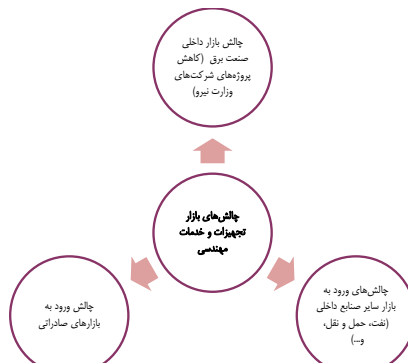 چالش بازار داخلی
صنعت برق (کاهش
پروژه‌های شرکت‌های
وزارت نیرو)
چالش‌های بازار
تجهیزات و خدمات
مهندسی
چالش‌های ورود به
بازار سایر صنایع داخلی
(نفت، حمل و نقل،
و...)
چالش ورود به
بازارهای صادراتی